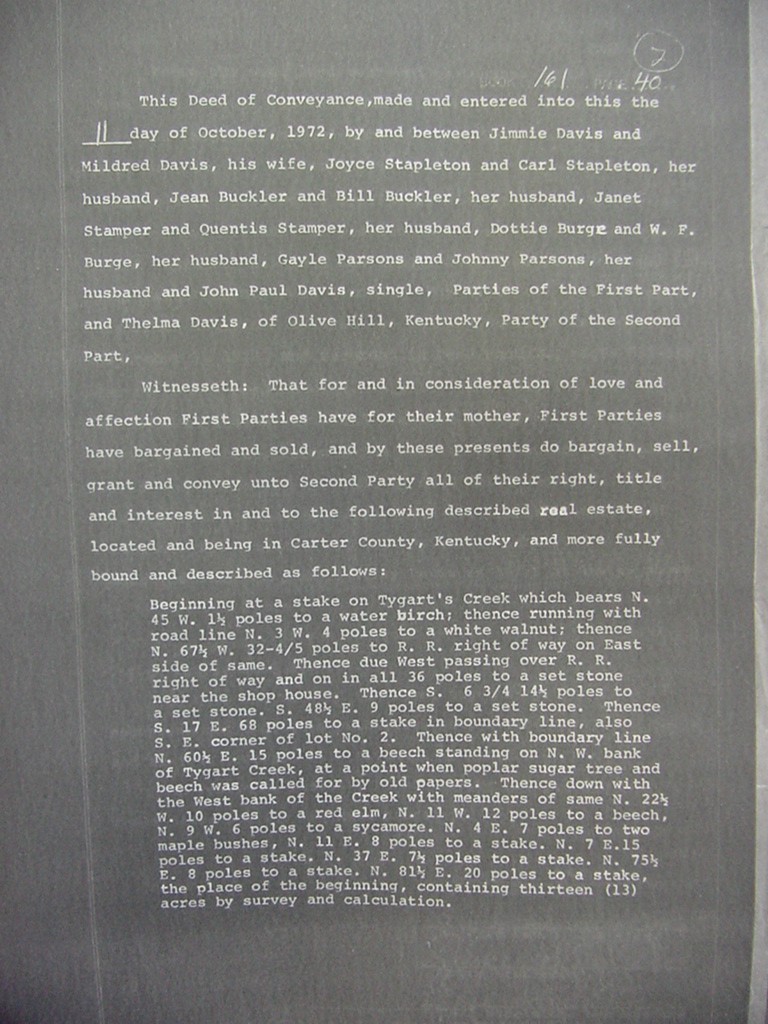 7
BOOK 161 PAGE 40
This Deed of Conveyance,made and entered into this the
11 day of October, 1972, by and between Jimmie Davis and
Mildred Davis, his wife, Joyce Stapleton and Carl Stapleton, her
husband, Jean Buckler and Bill Buckler, her husband, Janet
Stamper and Quentis Stamper, her husband, Dottie Burge and W. F.
Burge, her husband, Gayle Parsons and Johnny Parsons, her
husband and John Paul Davis, single, Parties of the First Part,
and Thelma Davis, of Olive Hill, Kentucky, Party of the Second
Part,
Witnesseth: That for and in consideration of love and
affection First Parties have for their mother, First Parties
have bargained and sold, and by these presents do bargain, sell,
grant and convey unto Second Party all of their right, title
and interest in and to the following described real estate,
located and being in Carter County, Kentucky, and more fully
bound and described as follows:
Beginning at a stake on Tygart's Creek which bears N.
45 W. 1½ poles to a water birch; thence running with
road line N. 3 W. 4 poles to a white walnut; thence
N. 67½ W. 32-4/5 poles to R. R. right of way on East
side of same. Thence due West passing over R. R.
right of way and on in all 36 poles to a set stone
near the shop house. Thence S. 6 3/4 14½ poles to
a set stone. S. 48½ E. 9 poles to a set stone. Thence
S. 17 E. 68 poles to a stake in boundary line, also
S. E. corner of lot No. 2. Thence with boundary line
N. 60½ E. 15 poles to a beech standing on N. W. bank
of Tygart Creek, at a point when poplar sugar tree and
beech was called for by old papers. Thence down with
the West bank of the Creek with meanders of same N. 22½
W. 10 poles to a red elm, N. 11 W. 12 poles to a beech,
N. 9 W. 6 poles to a sycamore. N. 4 E. 7 poles to two
maple bushes, N. 11 E. 8 poles to a stake. N. 7 E.15
poles to a stake. N. 37 E. 7½ poles to a stake. N. 75½
E. 8 poles to a stake. N. 81½ E. 20 poles to a stake,
the place of the beginning, containing thirteen (13)
acres by survey and calculation.